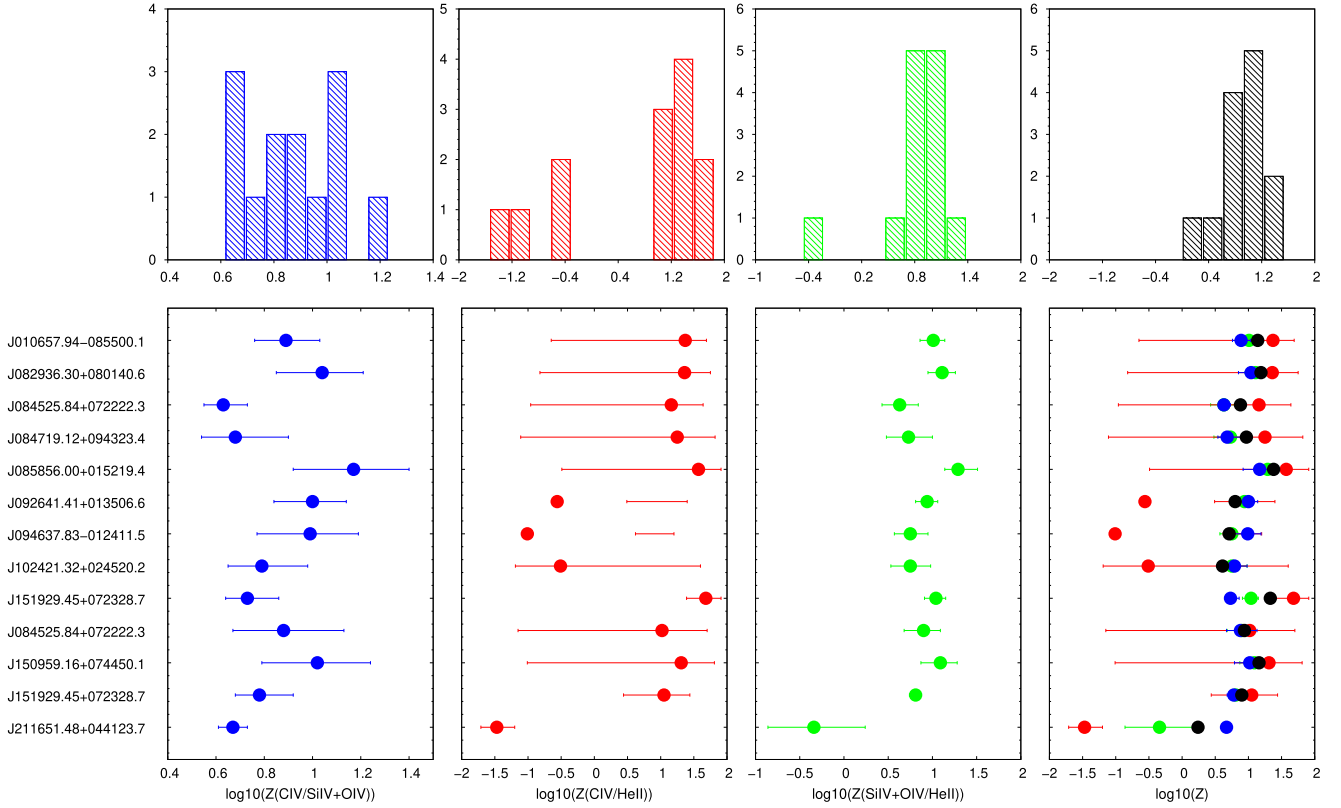 4 5 6 6
5 5
3 4
4 4
2 3
3 3
2
2 2
1
1 1 1
0 0 0 0
0.4 0.6 0.8 1 1.2 1.4 −2 −1.2 −0.4 0.4 1.2 2 −1 −0.4 0.2 0.8 1.4 2 −2 −1.2 −0.4 0.4 1.2 2
J010657.94−085500.1
J082936.30+080140.6
J084525.84+072222.3
J084719.12+094323.4
J085856.00+015219.4
J092641.41+013506.6
J094637.83−012411.5
J102421.32+024520.2
J151929.45+072328.7
J084525.84+072222.3
J150959.16+074450.1
J151929.45+072328.7
J211651.48+044123.7
0.4 0.6 0.8 1 1.2 1.4 −2 −1.5 −1 −0.5 0 0.5 1 1.5 2 −1 −0.5 0 0.5 1 1.5 2 −2 −1.5 −1 −0.5 0 0.5 1 1.5 2
log10(Z(CIV/SiIV+OIV)) log10(Z(CIV/HeII)) log10(Z(SiIV+OIV/HeII)) log10(Z)